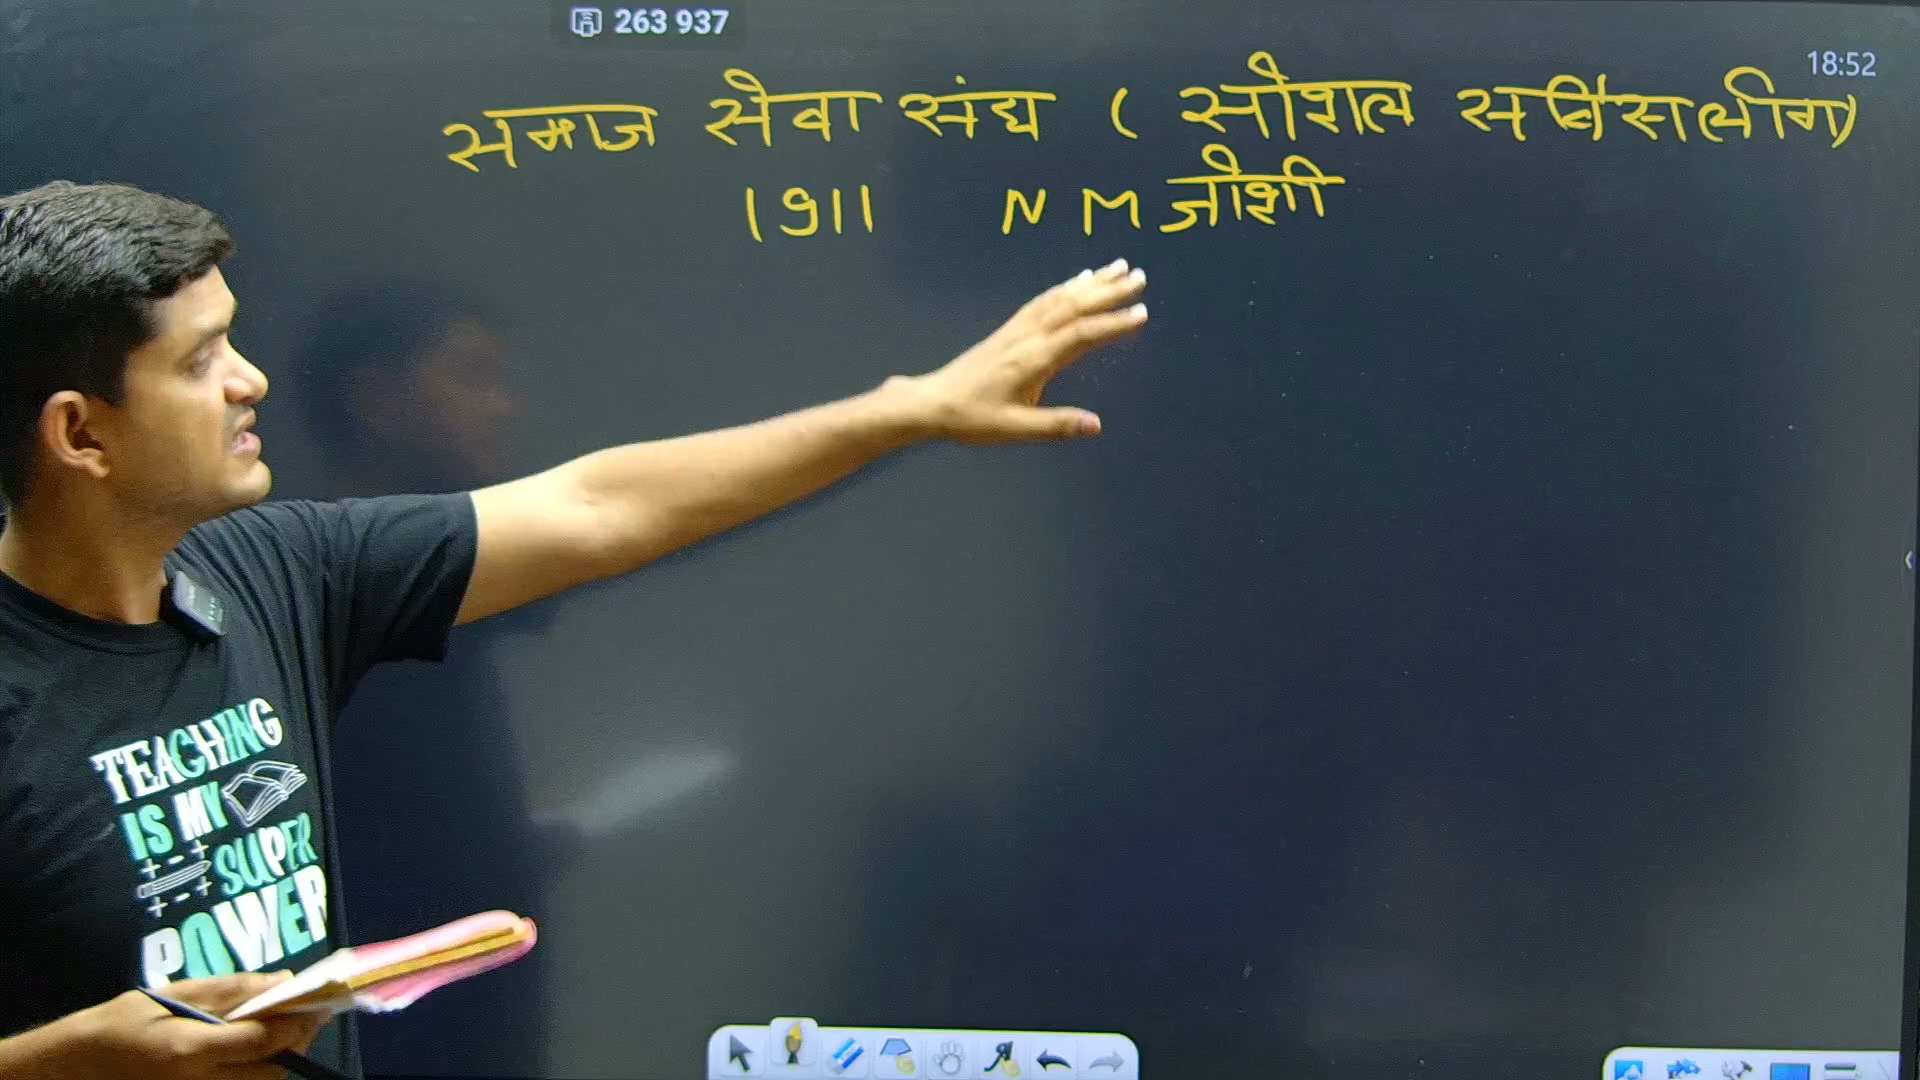 263 937
18:52
समाज सेवा संघ ( सोशल सर्विस लीग)
1911 N M जोशी
TEACHING
IS MY
SUPER
POWER